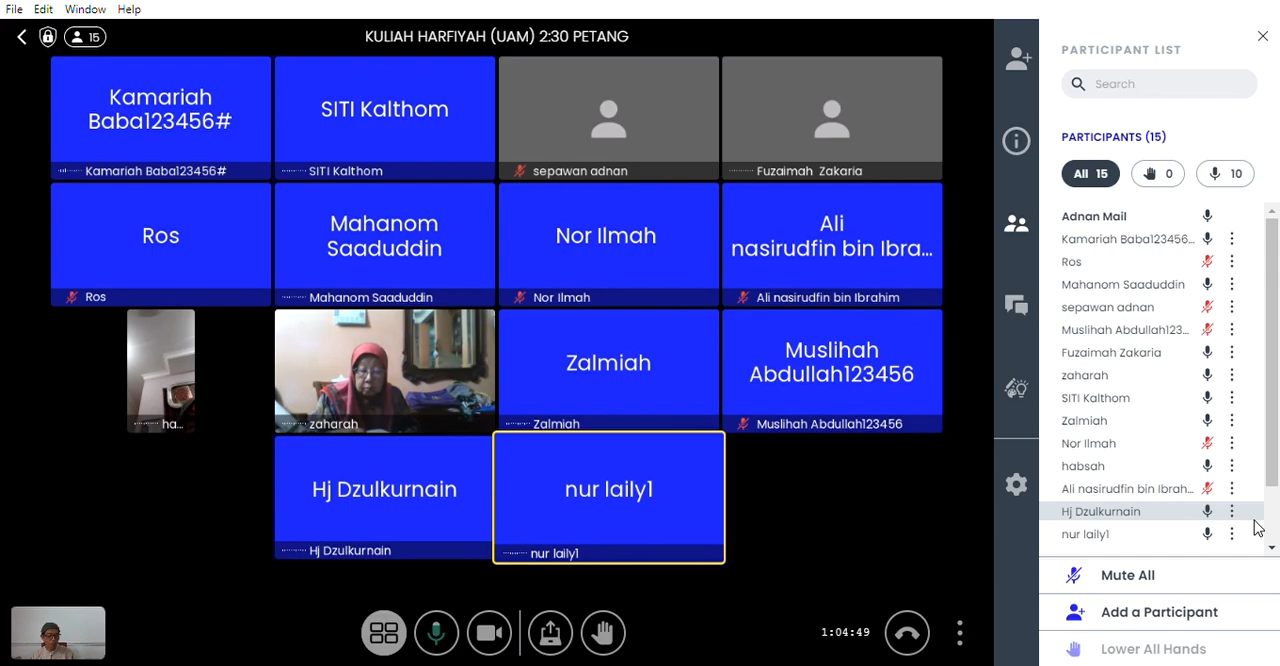 File Edit Window Help
15
KULIAH HARFIYAH (UAM) 2:30 PETANG
Kamariah
Baba123456#
Kamariah Baba123456#
SITI Kalthom
SITI Kalthom
sepawan adnan
Fuzaimah Zakaria
Ros
Ros
Mahanom
Saaduddin
Mahanom Saaduddin
Nor Ilmah
Nor Ilmah
Ali
nasirudfin bin Ibra...
Ali nasirudfin bin Ibrahim
ha...
zaharah
Zalmiah
Zalmiah
Muslihah
Abdullah123456
Muslihah Abdullah123456
Hj Dzulkurnain
Hj Dzulkurnain
nur laily1
nur laily1
1:04:49
PARTICIPANT LIST
Search
PARTICIPANTS (15)
All 15 0 10
Adnan Mail
Kamariah Baba123456...
Ros
Mahanom Saaduddin
sepawan adnan
Muslihah Abdullah123...
Fuzaimah Zakaria
zaharah
SITI Kalthom
Zalmiah
Nor Ilmah
habsah
Ali nasirudfin bin Ibrah...
Hj Dzulkurnain
nur laily1
Mute All
Add a Participant
Lower All Hands